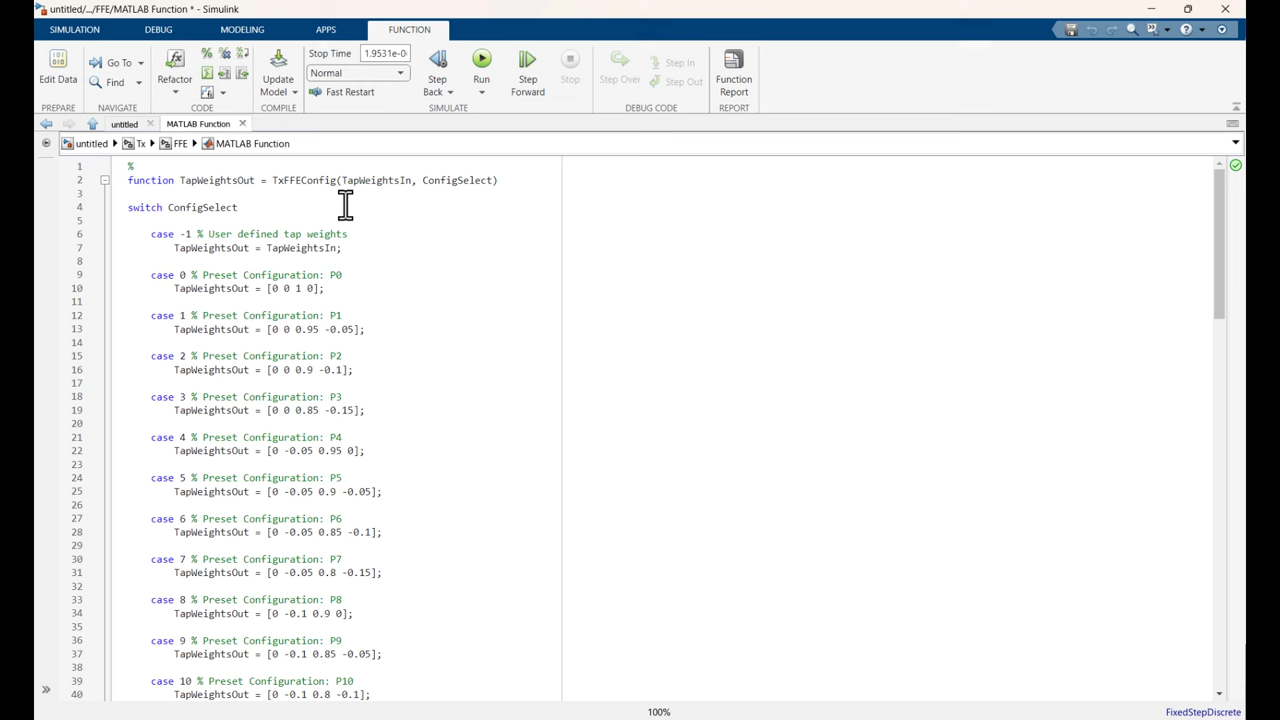 untitled/.../FFE/MATLAB Function * - Simulink
SIMULATION DEBUG MODELING APPS FUNCTION
Edit Data
PREPARE
Go To
Find
NAVIGATE
Refactor
CODE
Update
Model
COMPILE
Stop Time 1.9531e-0
Normal
Fast Restart
Step
Back
Run
Step
Forward
Stop
SIMULATE
Step Over
Step In
Step Out
DEBUG CODE
Function
Report
REPORT
untitled MATLAB Function
untitled Tx FFE MATLAB Function
1 %
2 function TapWeightsOut = TxFFEConfig(TapWeightsIn, ConfigSelect)
3
4 switch ConfigSelect
5
6 case -1 % User defined tap weights
7 TapWeightsOut = TapWeightsIn;
8
9 case 0 % Preset Configuration: P0
10 TapWeightsOut = [0 0 1 0];
11
12 case 1 % Preset Configuration: P1
13 TapWeightsOut = [0 0 0.95 -0.05];
14
15 case 2 % Preset Configuration: P2
16 TapWeightsOut = [0 0 0.9 -0.1];
17
18 case 3 % Preset Configuration: P3
19 TapWeightsOut = [0 0 0.85 -0.15];
20
21 case 4 % Preset Configuration: P4
22 TapWeightsOut = [0 -0.05 0.95 0];
23
24 case 5 % Preset Configuration: P5
25 TapWeightsOut = [0 -0.05 0.9 -0.05];
26
27 case 6 % Preset Configuration: P6
28 TapWeightsOut = [0 -0.05 0.85 -0.1];
29
30 case 7 % Preset Configuration: P7
31 TapWeightsOut = [0 -0.05 0.8 -0.15];
32
33 case 8 % Preset Configuration: P8
34 TapWeightsOut = [0 -0.1 0.9 0];
35
36 case 9 % Preset Configuration: P9
37 TapWeightsOut = [0 -0.1 0.85 -0.05];
38
39 case 10 % Preset Configuration: P10
40 TapWeightsOut = [0 -0.1 0.8 -0.1];
100%
FixedStepDiscrete